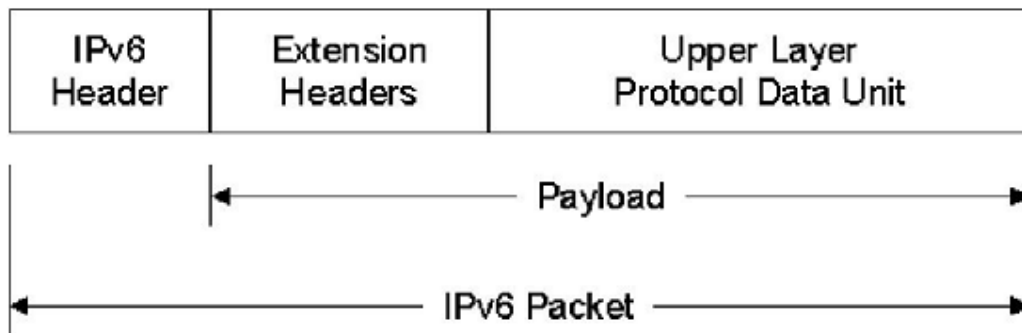 IPv6
Header
Extension
Headers
Upper Layer
Protocol Data Unit
Payload
IPv6 Packet